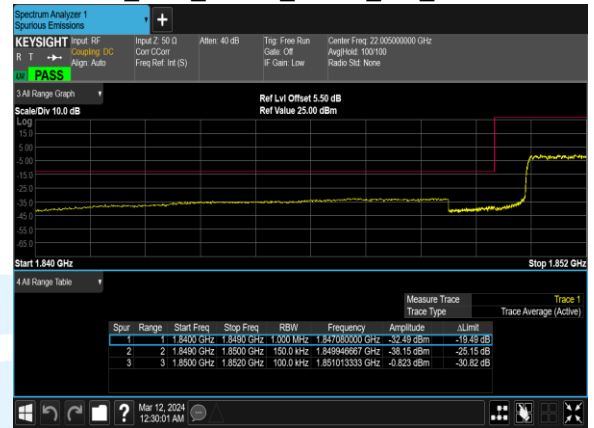 Spectrum Analyzer 1
Spurious Emissions
KEYSIGHT Input: RF Input Z: 50 Ω Atten: 40 dB Trig: Free Run Center Freq: 22.005000000 GHz
R T Coupling: DC Corr CCorr Gate: Off Avg|Hold: 100/100
Align: Auto Freq Ref: Int (S) IF Gain: Low Radio Std: None
LW PASS
3 All Range Graph
Ref Lvl Offset 5.50 dB
Scale/Div 10.0 dB Ref Value 25.00 dBm
Log
15.0
5.00
-5.00
-15.0
-25.0
-35.0
-45.0
-55.0
-65.0
Start 1.840 GHz Stop 1.852 GHz
4 All Range Table
Measure Trace Trace 1
Trace Type Trace Average (Active)
Spur Range Start Freq Stop Freq RBW Frequency Amplitude ΔLimit
1 1 1.8400 GHz 1.8490 GHz 1.000 MHz 1.847080000 GHz -32.49 dBm -19.49 dB
2 2 1.8490 GHz 1.8500 GHz 150.0 kHz 1.849946667 GHz -38.15 dBm -25.15 dB
3 3 1.8500 GHz 1.8520 GHz 100.0 kHz 1.851013333 GHz -0.823 dBm -30.82 dB
Mar 12, 2024
12:30:01 AM